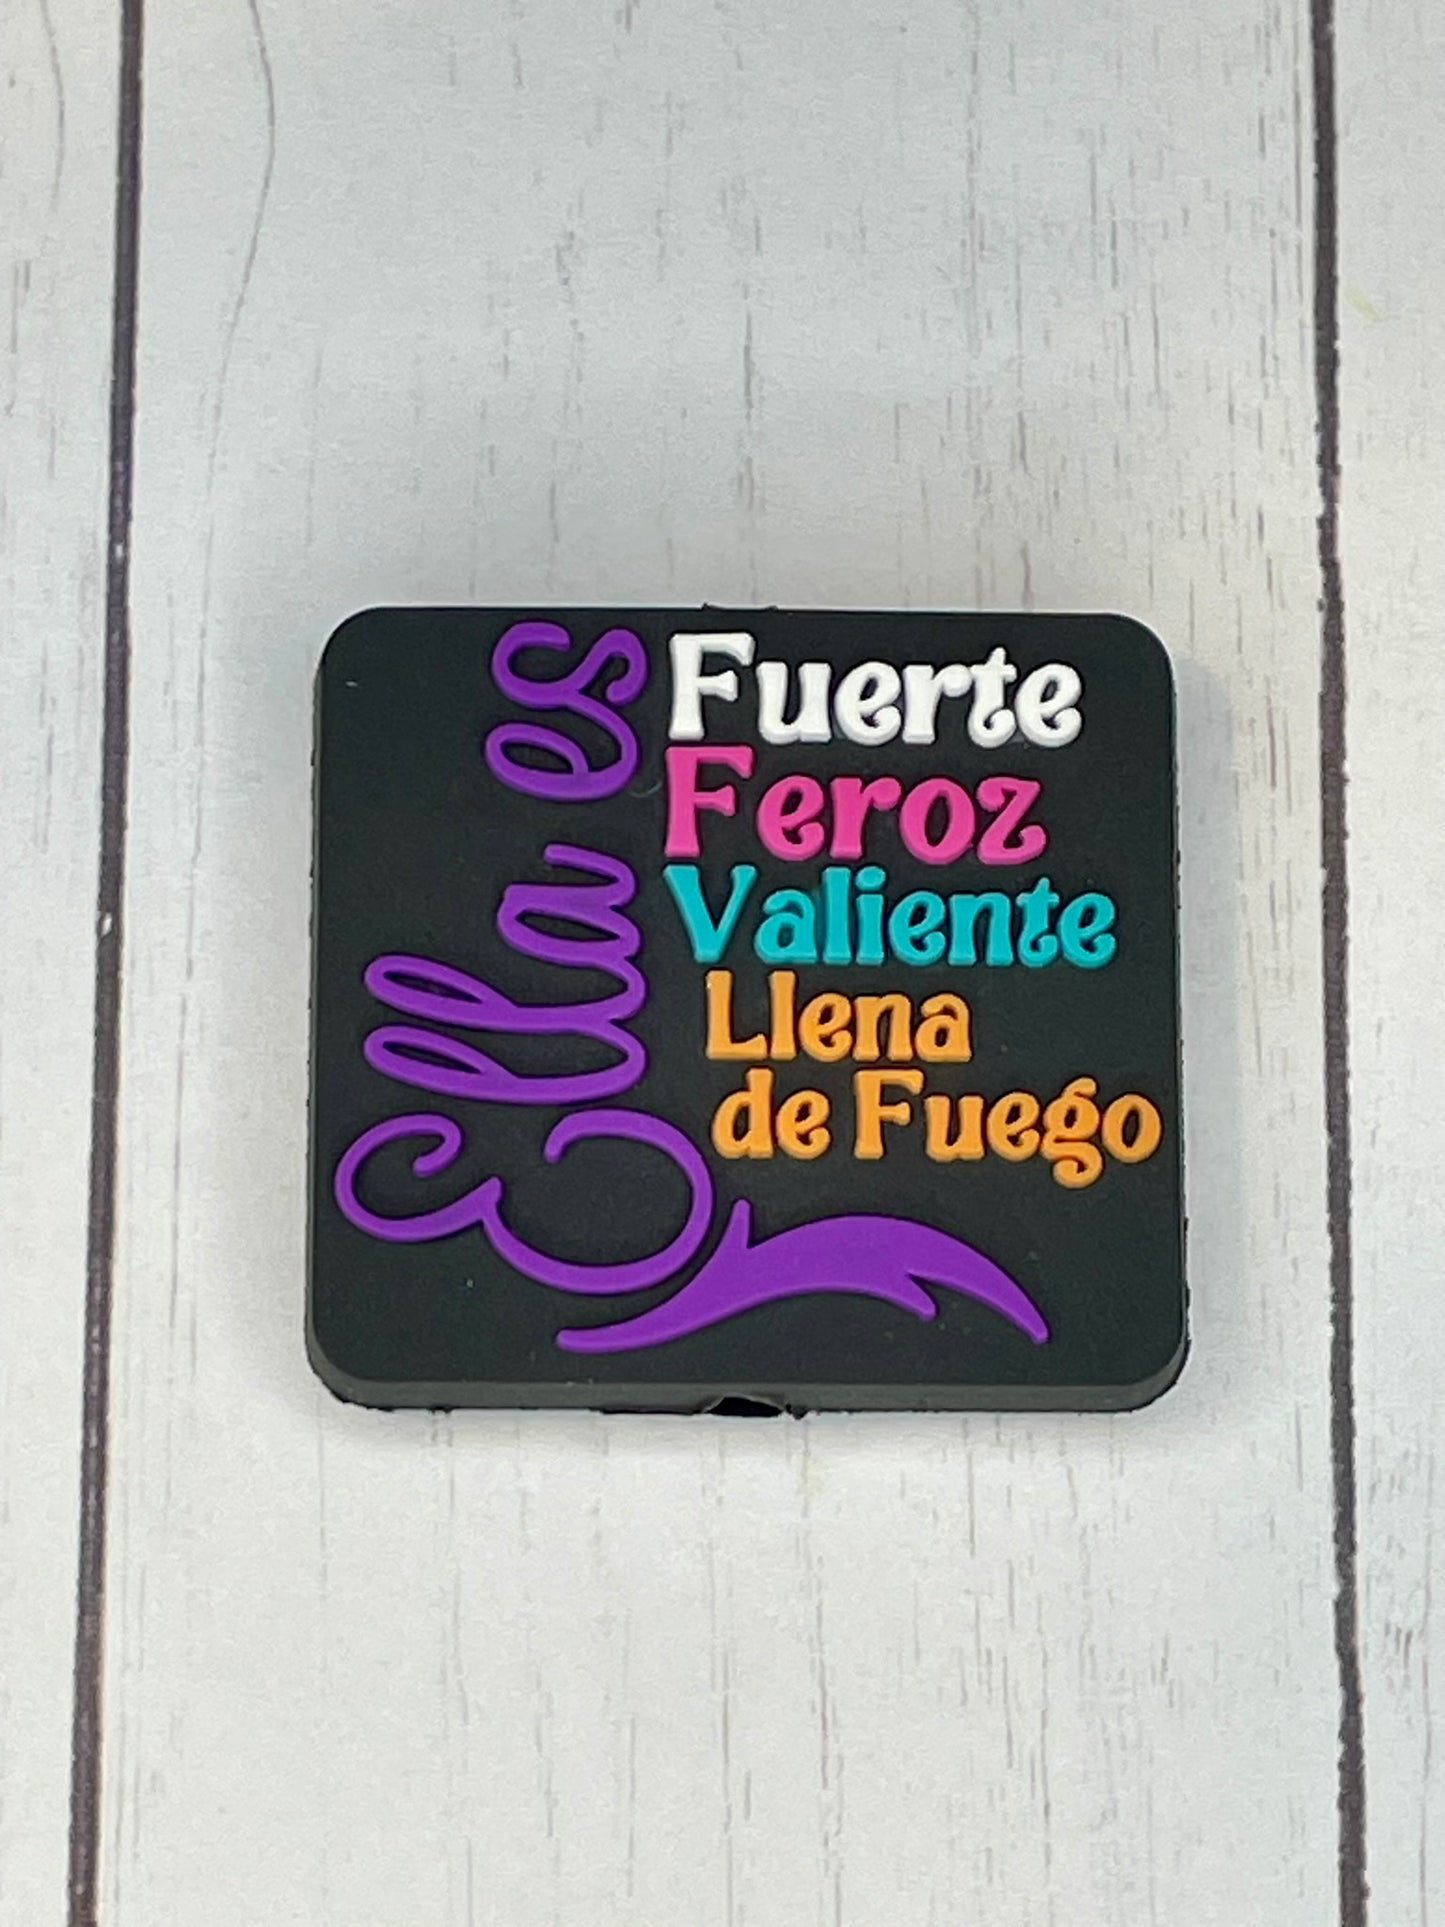 Ella es
Fuerte
Feroz
Valiente
Llena
de Fuego